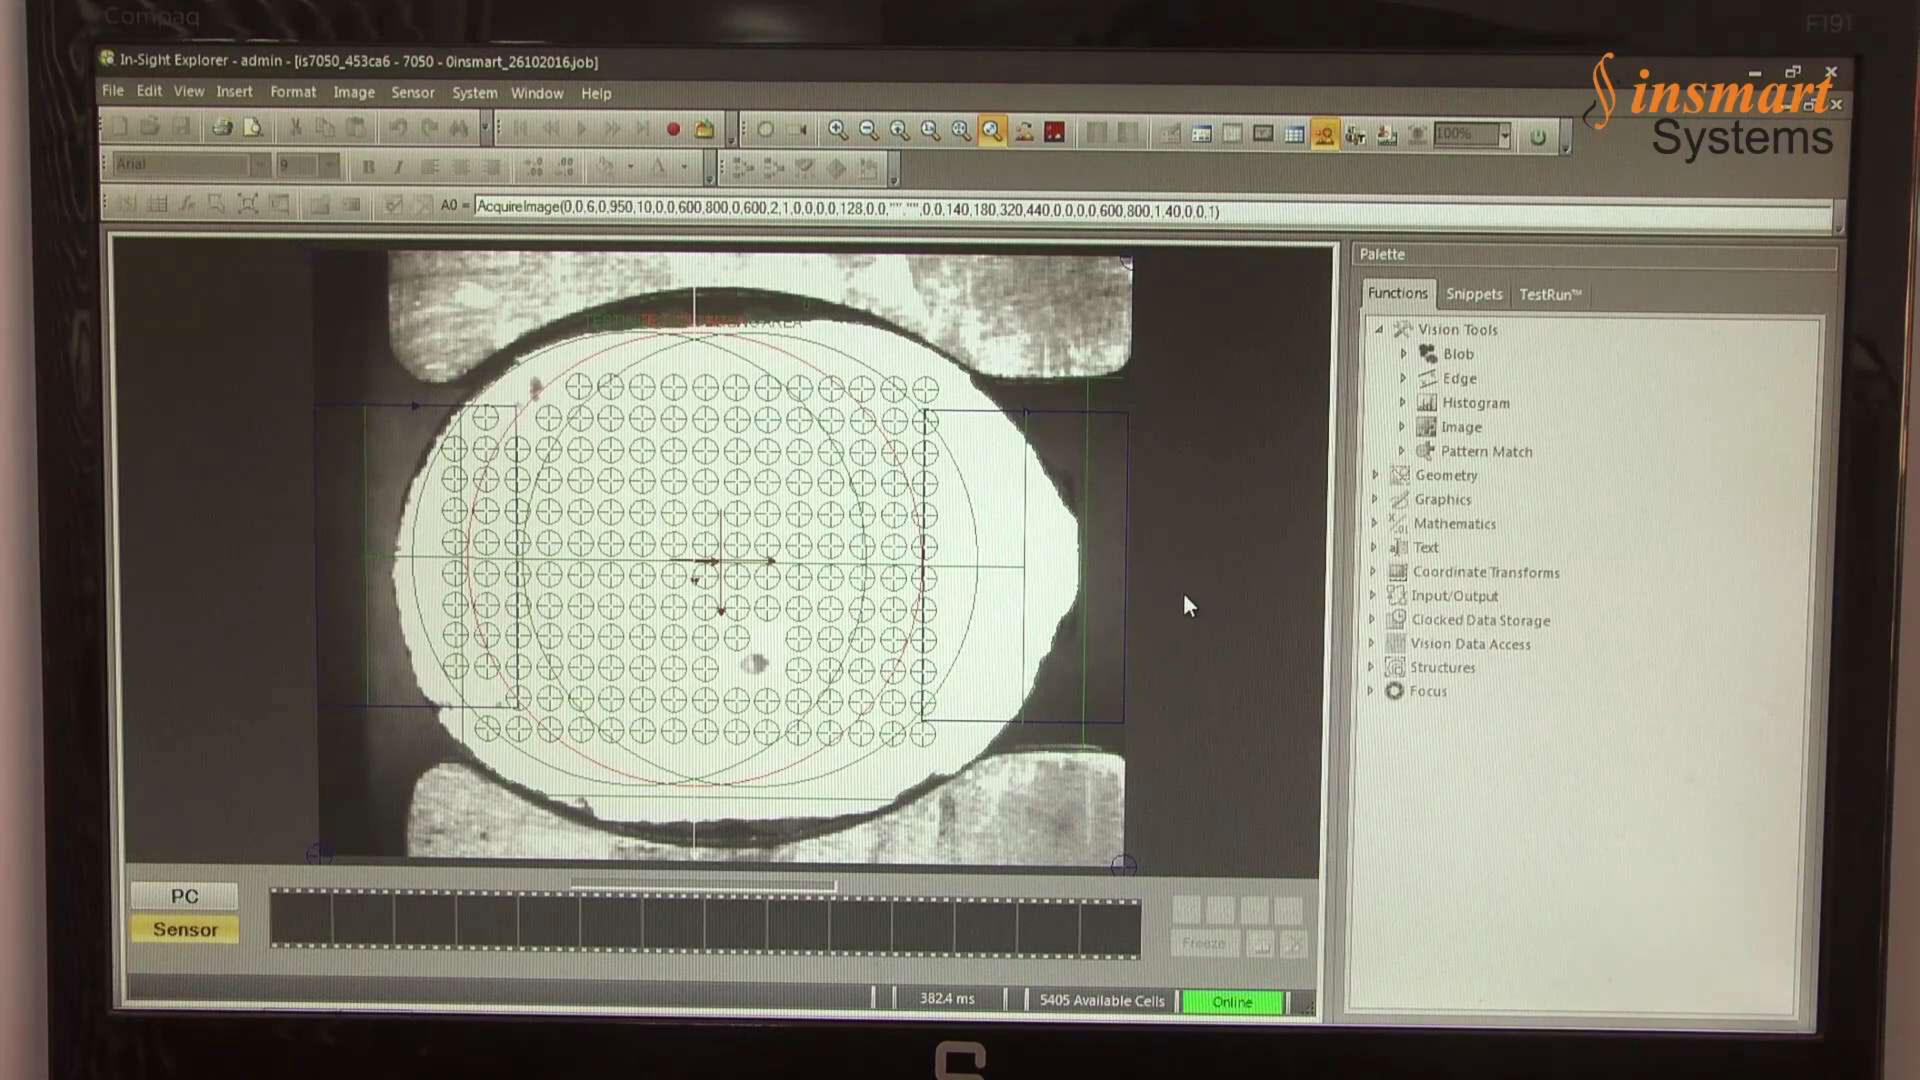 Compaq
F191
In-Sight Explorer - admin - [is7050_453ca6 - 7050 - 0insmart_26102016.job]
insmart
Systems
File Edit View Insert Format Image Sensor System Window Help
100%
Arial 9 B I A
A0 = AcquireImage(0,0,6,0,950,10,0,0,600,800,0,600,2,1,0,0,0,128,0,0,"","",0,0,140,180,320,440,0,0,0,0,600,800,1,40,0,0,1)
Palette
Functions Snippets TestRun™
Vision Tools
Blob
Edge
Histogram
Image
Pattern Match
Geometry
Graphics
Mathematics
Text
Coordinate Transforms
Input/Output
Clocked Data Storage
Vision Data Access
Structures
Focus
PC
Sensor
Freeze
382.4 ms 5405 Available Cells Online